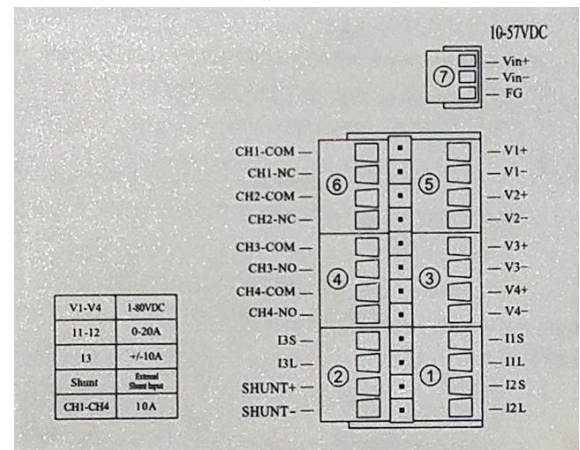 10-57VDC
Vin+
Vin-
FG
⑦
CH1-COM
CH1-NC
CH2-COM
CH2-NC
⑥
⑤
V1+
V1-
V2+
V2-
CH3-COM
CH3-NO
CH4-COM
CH4-NO
④
③
V3+
V3-
V4+
V4-
I3S
I3L
SHUNT+
SHUNT-
②
①
I1S
I1L
I2S
I2L
V1-V4 1-80VDC
I1-I2 0-20A
I3 +/-10A
Shunt External Shunt Input
CH1-CH4 10A